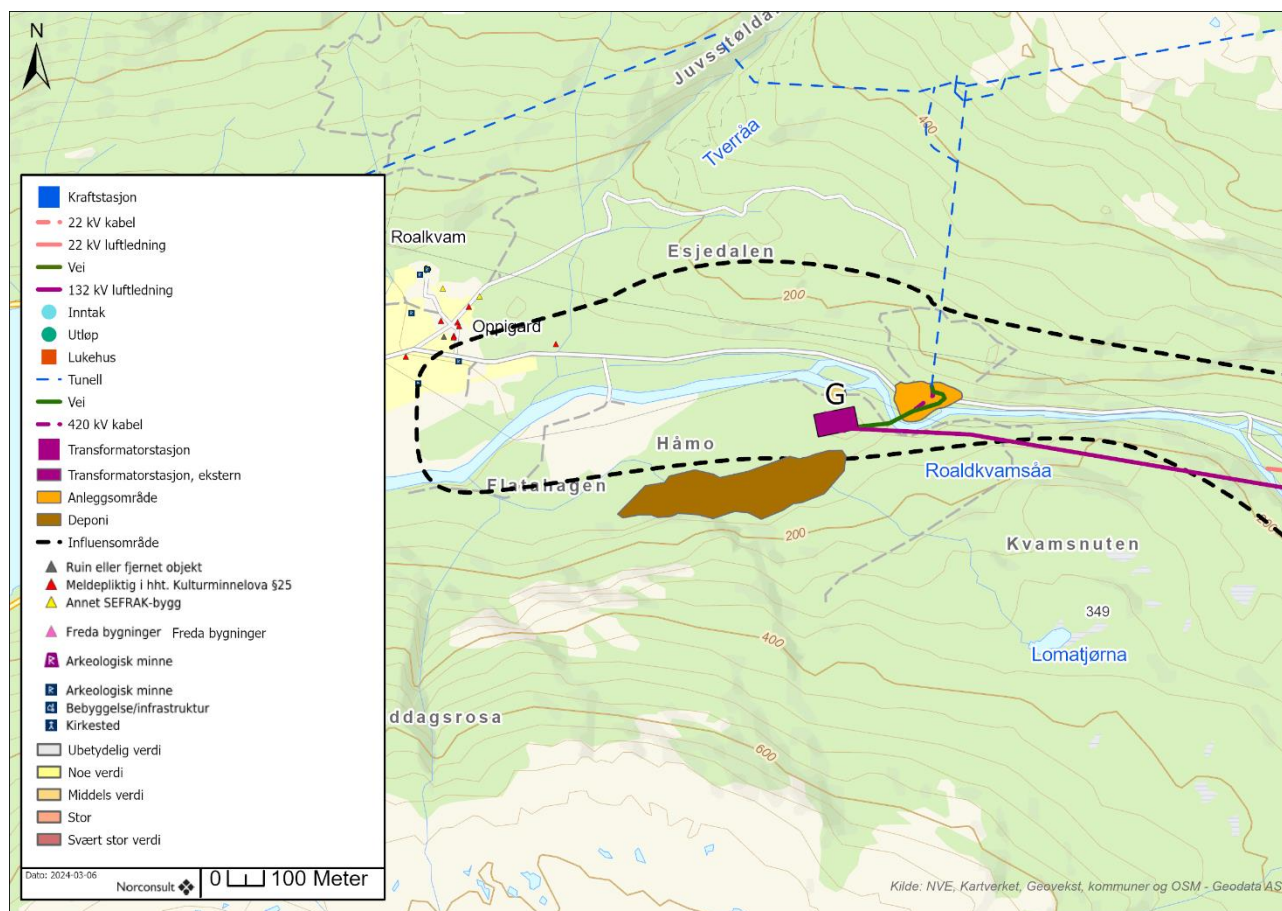 N
Juvsstøldal
400
Tverråa
Kraftstasjon
22 kV kabel
22 kV luftledning
Vei
132 kV luftledning
Inntak
Utløp
Lukehus
Tunell
Vei
420 kV kabel
Transformatorstasjon
Transformatorstasjon, ekstern
Anleggsområde
Deponi
Influensområde
Ruin eller fjernet objekt
Meldepliktig i hht. Kulturminnelova §25
Annet SEFRAK-bygg
Freda bygninger Freda bygninger
Arkeologisk minne
Arkeologisk minne
Bebyggelse/infrastruktur
Kirkested
Ubetydelig verdi
Noe verdi
Middels verdi
Stor
Svært stor verdi
Dato: 2024-03-06
Norconsult
0 100 Meter
Roalkvam
Esjedalen
200
Oppigard
G
Håmo
Flatahagen
Roaldkvamsåa
200
200
Kvamsnuten
349
400
Lomatjørna
ddagsrosa
600
Kilde: NVE, Kartverket, Geovekst, kommuner og OSM - Geodata AS